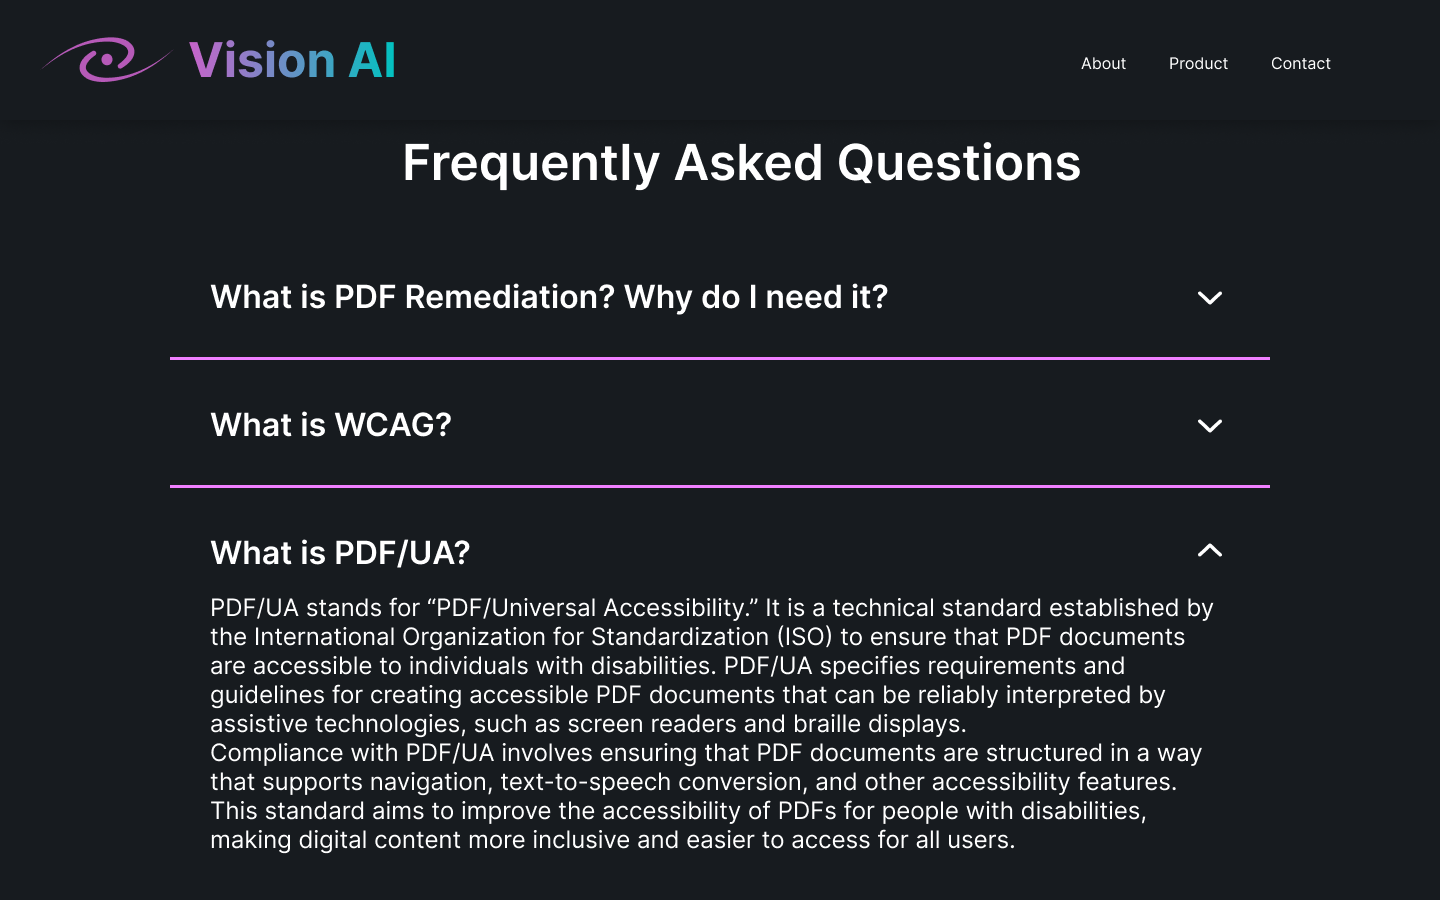 Vision AI
About
Product
Contact
Frequently Asked Questions
What is PDF Remediation? Why do I need it?
What is WCAG?
What is PDF/UA?
PDF/UA stands for “PDF/Universal Accessibility.” It is a technical standard established by
the International Organization for Standardization (ISO) to ensure that PDF documents
are accessible to individuals with disabilities. PDF/UA specifies requirements and
guidelines for creating accessible PDF documents that can be reliably interpreted by
assistive technologies, such as screen readers and braille displays.
Compliance with PDF/UA involves ensuring that PDF documents are structured in a way
that supports navigation, text-to-speech conversion, and other accessibility features.
This standard aims to improve the accessibility of PDFs for people with disabilities,
making digital content more inclusive and easier to access for all users.